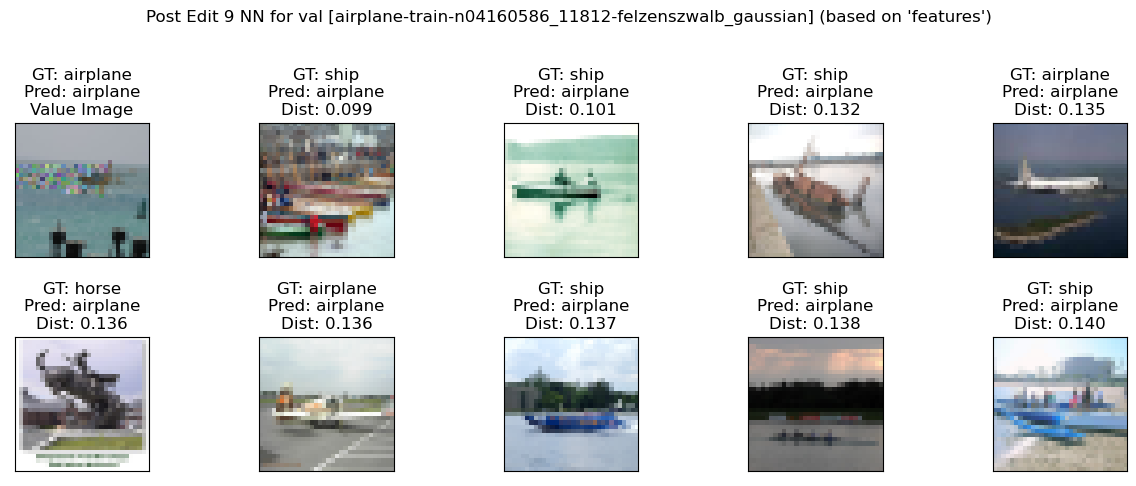 Post Edit 9 NN for val [airplane-train-n04160586_11812-felzenszwalb_gaussian] (based on 'features')
GT: airplane
Pred: airplane
Value Image
GT: ship
Pred: airplane
Dist: 0.099
GT: ship
Pred: airplane
Dist: 0.101
GT: ship
Pred: airplane
Dist: 0.132
GT: airplane
Pred: airplane
Dist: 0.135
GT: horse
Pred: airplane
Dist: 0.136
GT: airplane
Pred: airplane
Dist: 0.136
GT: ship
Pred: airplane
Dist: 0.137
GT: ship
Pred: airplane
Dist: 0.138
GT: ship
Pred: airplane
Dist: 0.140